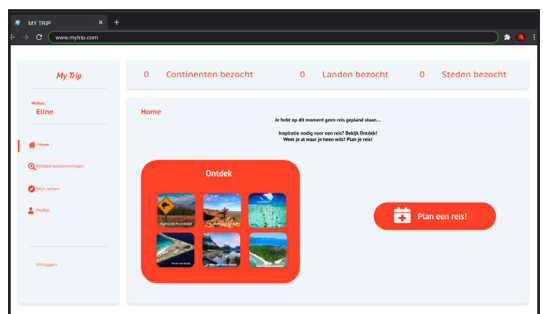 MY TRIP
www.mytrip.com
My Trip
0 Continenten bezocht
0 Landen bezocht
0 Steden bezocht
Welkom,
Eline
Home
Ontdek bestemmingen
Mijn reizen
Profiel
Uitloggen
Home
Je hebt op dit moment geen reis gepland staan...
Inspiratie nodig voor een reis? Bekijk Ontdek!
Weet je al waar je heen wilt? Plan je reis!
Ontdek
Plan een reis!